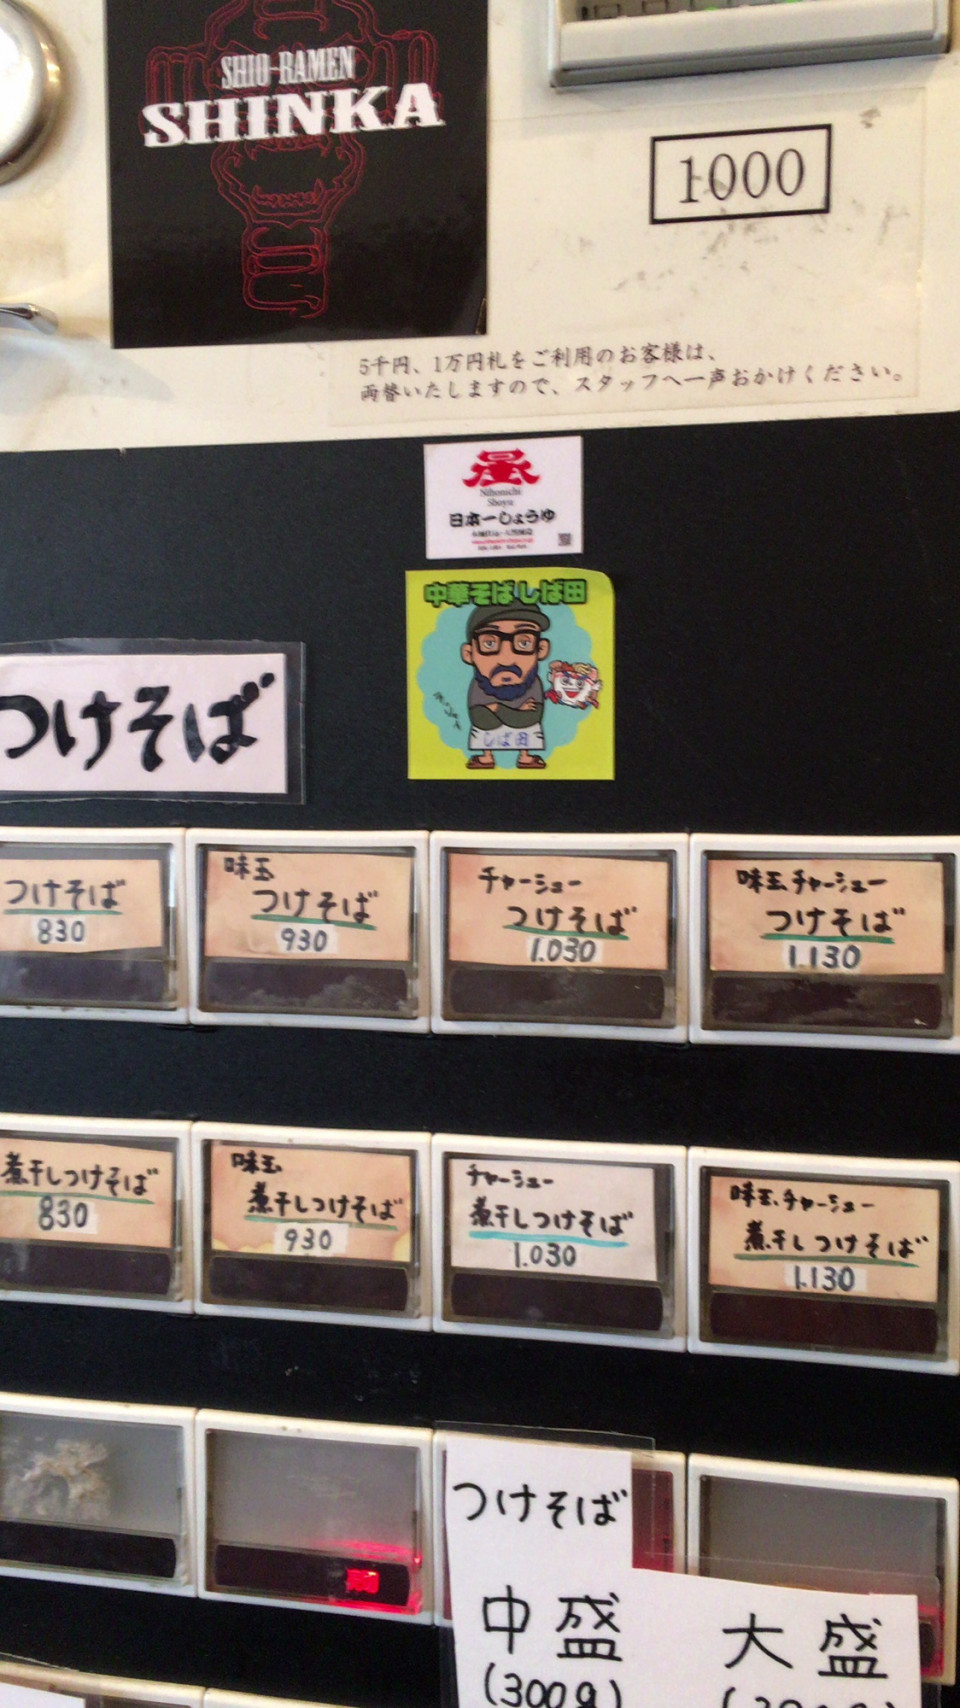 SHIO-RAMEN
SHINKA
1000
5千円、1万円札をご利用のお客様は、
両替いたしますので、スタッフへ一声おかけください。
Nihonichi
Shoyu
日本一しょうゆ
中華そば しば田
しば田
つけそば
つけそば
830
味玉
つけそば
930
チャーシュー
つけそば
1.030
味玉チャーシュー
つけそば
1.130
煮干しつけそば
830
味玉
煮干しつけそば
930
チャーシュー
煮干しつけそば
1.030
味玉、チャーシュー
煮干しつけそば
1.130
つけそば
中盛
(300g)
大盛